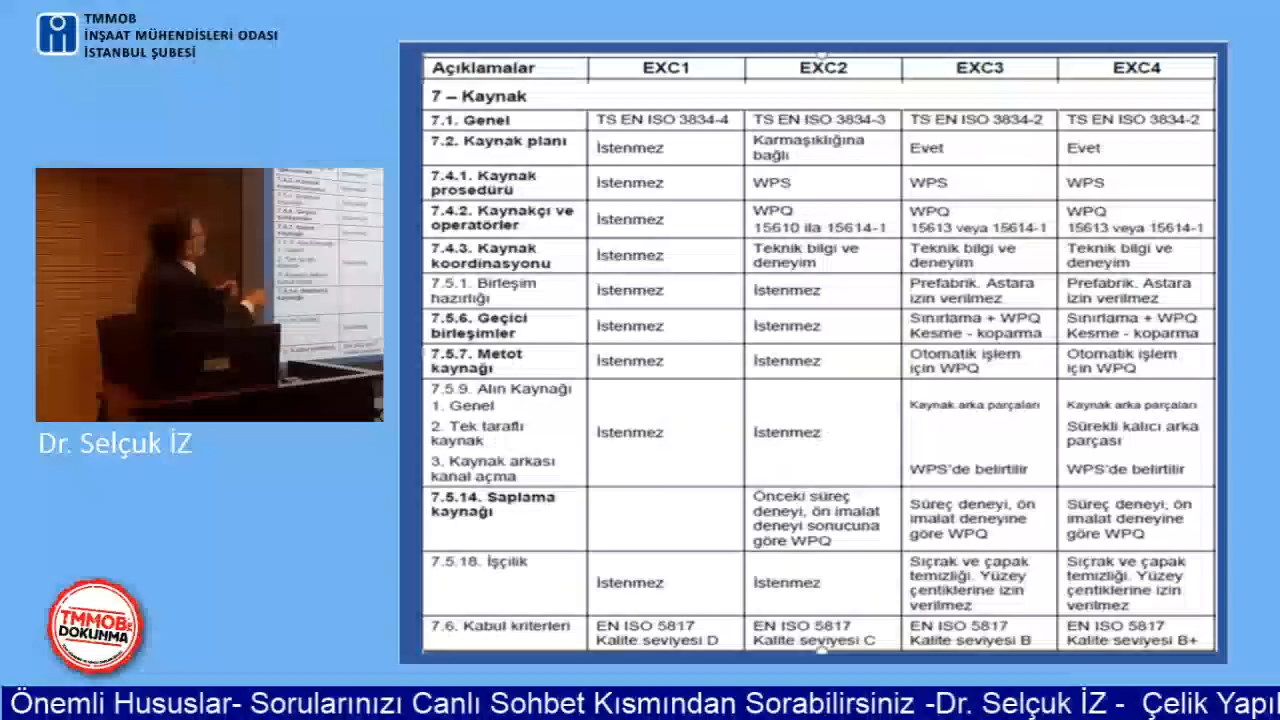 TMMOB
İNŞAAT MÜHENDİSLERİ ODASI
İSTANBUL ŞUBESİ
Açıklamalar EXC1 EXC2 EXC3 EXC4
7 – Kaynak
7.1. Genel TS EN ISO 3834-4 TS EN ISO 3834-3 TS EN ISO 3834-2 TS EN ISO 3834-2
7.2. Kaynak planı İstenmez Karmaşıklığına Evet Evet
bağlı
7.4.1. Kaynak İstenmez WPS WPS WPS
prosedürü
7.4.2. Kaynakçı ve İstenmez WPQ WPQ WPQ
operatörler 15610 ila 15614-1 15613 veya 15614-1 15613 veya 15614-1
7.4.3. Kaynak İstenmez Teknik bilgi ve Teknik bilgi ve Teknik bilgi ve
koordinasyonu deneyim deneyim deneyim
7.5.1. Birleşim İstenmez İstenmez Prefabrik. Astara Prefabrik. Astara
hazırlığı izin verilmez izin verilmez
7.5.6. Geçici İstenmez İstenmez Sınırlama + WPQ Sınırlama + WPQ
birleşimler Kesme - koparma Kesme - koparma
7.5.7. Metot İstenmez İstenmez Otomatik işlem Otomatik işlem
kaynağı için WPQ için WPQ
7.5.9. Alın Kaynağı
1. Genel Kaynak arka parçaları Kaynak arka parçaları
2. Tek taraflı İstenmez İstenmez Sürekli kalıcı arka
kaynak parçası
3. Kaynak arkası WPS'de belirtilir WPS'de belirtilir
kanal açma
7.5.14. Saplama Önceki süreç Süreç deneyi, ön Süreç deneyi, ön
kaynağı deneyi, ön imalat imalat deneyine imalat deneyine
deneyi sonucuna göre WPQ göre WPQ
göre WPQ
7.5.18. İşçilik İstenmez İstenmez Sıçrak ve çapak Sıçrak ve çapak
temizliği. Yüzey temizliği. Yüzey
çentiklerine izin çentiklerine izin
verilmez verilmez
7.6. Kabul kriterleri EN ISO 5817 EN ISO 5817 EN ISO 5817 EN ISO 5817
Kalite seviyesi D Kalite seviyesi C Kalite seviyesi B Kalite seviyesi B+
Dr. Selçuk İZ
TMMOB'ye
DOKUNMA
Önemli Hususlar- Sorularınızı Canlı Sohbet Kısmından Sorabilirsiniz -Dr. Selçuk İZ - Çelik Yapıl